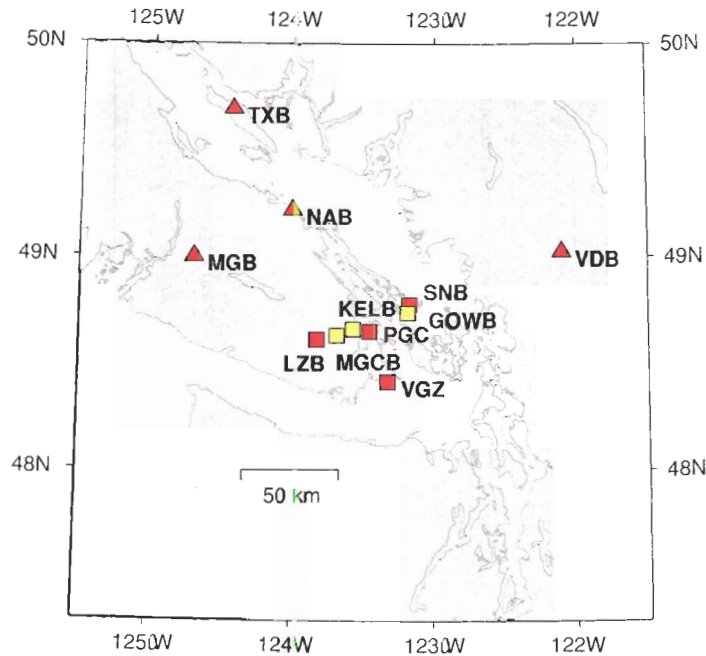 125W 124W 123W 122W
50N 50N
TXB
NAB
49N 49N
MGB VDB
SNB
KELB GOWB
PGC
LZB MGCB
VGZ
48N 48N
50 km
125W 124W 123W 122W